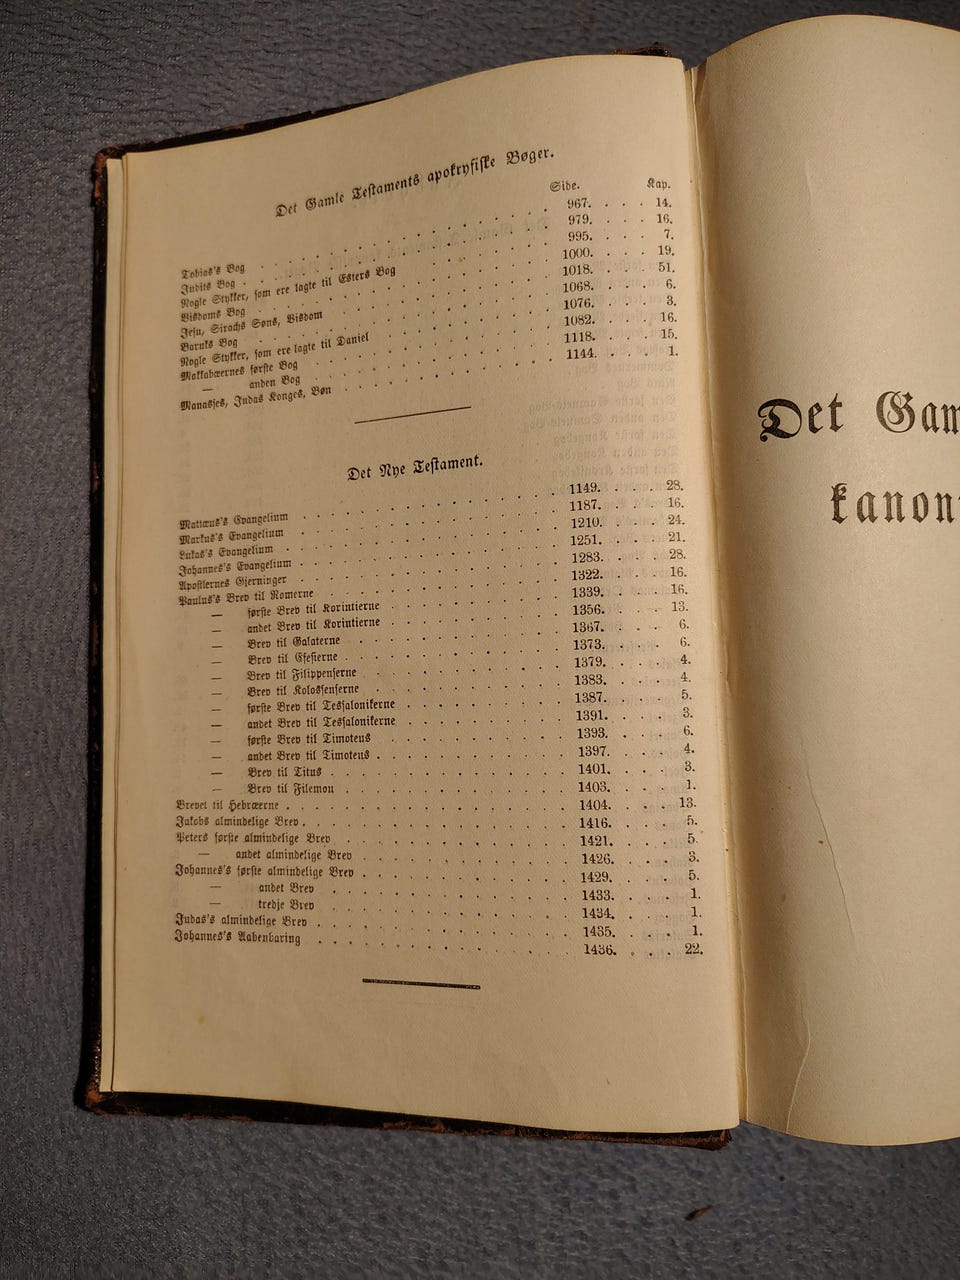 Det Gamle Testaments apokryfiske Bøger.
Side. Kap.
Tobias's Bog . . . 967. . . . 14.
Judits Bog . . . 979. . . . 16.
Nogle Stykker, som ere lagte til Esters Bog . . . 995. . . . 7.
Visdoms Bog . . . 1000. . . . 19.
Jesu, Sirachs Søns, Visdom . . . 1018. . . . 51.
Baruks Bog . . . 1068. . . . 6.
Nogle Stykker, som ere lagte til Daniel . . . 1076. . . . 3.
Makkabæernes første Bog . . . 1082. . . . 16.
— anden Bog . . . 1118. . . . 15.
Manasses, Judas Konges, Bøn . . . 1144. . . . 1.
Det Nye Testament.
Mattæus's Evangelium . . . 1149. . . . 28.
Markus's Evangelium . . . 1187. . . . 16.
Lukas's Evangelium . . . 1210. . . . 24.
Johannes's Evangelium . . . 1251. . . . 21.
Apostlernes Gjerninger . . . 1283. . . . 28.
Paulus's Brev til Romerne . . . 1322. . . . 16.
— første Brev til Korintierne . . . 1339. . . . 16.
— andet Brev til Korintierne . . . 1356. . . . 13.
— Brev til Galaterne . . . 1367. . . . 6.
— Brev til Efesierne . . . 1373. . . . 6.
— Brev til Filippenserne . . . 1379. . . . 4.
— Brev til Kolossenserne . . . 1383. . . . 4.
— første Brev til Tessalonikerne . . . 1387. . . . 5.
— andet Brev til Tessalonikerne . . . 1391. . . . 3.
— første Brev til Timoteus . . . 1393. . . . 6.
— andet Brev til Timoteus . . . 1397. . . . 4.
— Brev til Titus . . . 1401. . . . 3.
— Brev til Filemon . . . 1403. . . . 1.
Brevet til Hebræerne . . . 1404. . . . 13.
Jakobs almindelige Brev . . . 1416. . . . 5.
Peters første almindelige Brev . . . 1421. . . . 5.
— andet almindelige Brev . . . 1426. . . . 3.
Johannes's første almindelige Brev . . . 1429. . . . 5.
— andet Brev . . . 1433. . . . 1.
— tredje Brev . . . 1434. . . . 1.
Judas's almindelige Brev . . . 1435. . . . 1.
Johannes's Aabenbaring . . . 1436. . . . 22.
Det Gam
kanon